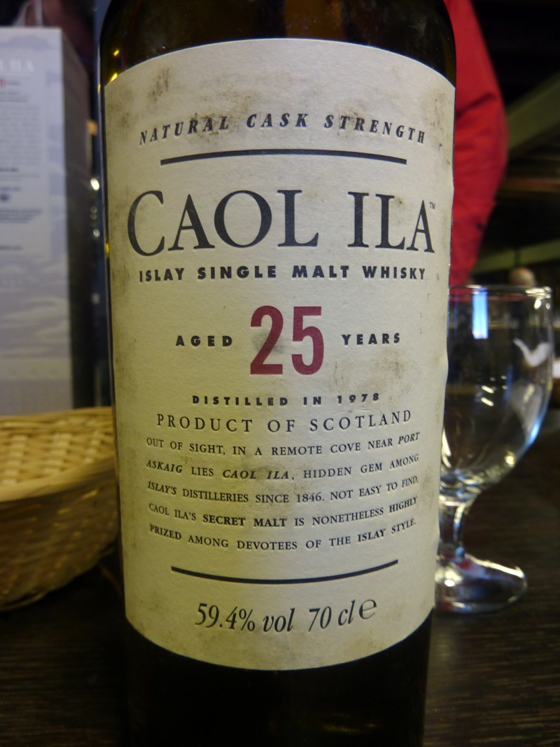 NATURAL CASK STRENGTH
CAOL ILA™
ISLAY SINGLE MALT WHISKY
AGED 25 YEARS
DISTILLED IN 1978
PRODUCT OF SCOTLAND
OUT OF SIGHT, IN A REMOTE COVE NEAR PORT
ASKAIG LIES CAOL ILA, HIDDEN GEM AMONG
ISLAY'S DISTILLERIES SINCE 1846. NOT EASY TO FIND,
CAOL ILA'S SECRET MALT IS NONETHELESS HIGHLY
PRIZED AMONG DEVOTEES OF THE ISLAY STYLE.
59.4% vol 70 cl e